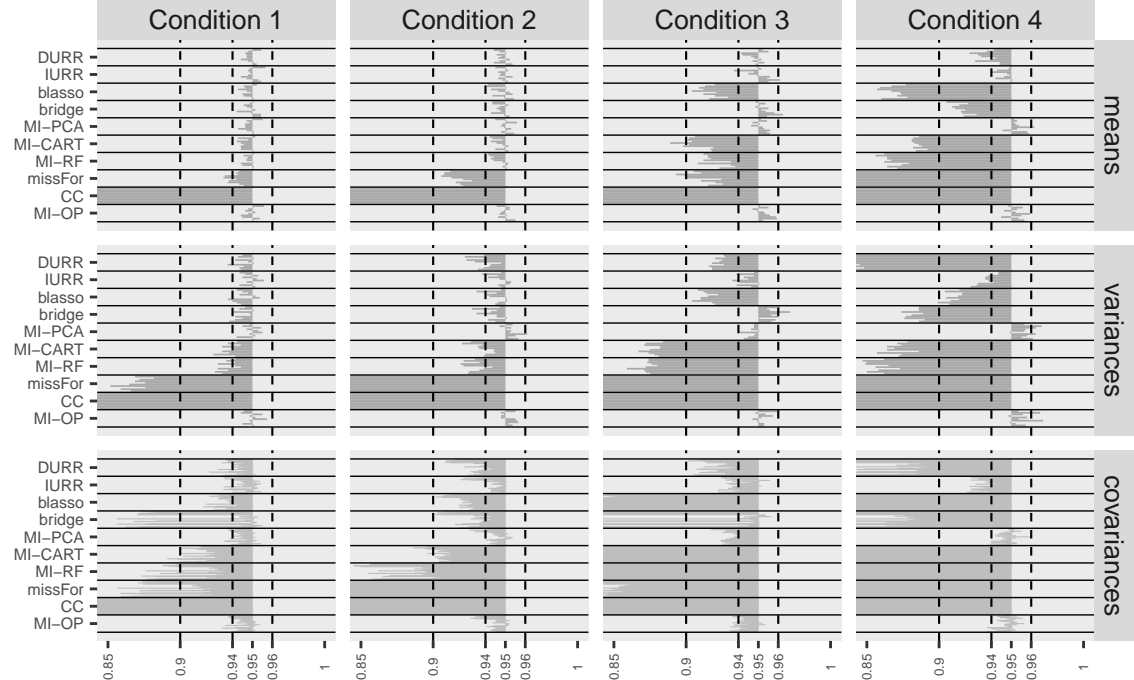 Condition 1
Condition 2
Condition 3
Condition 4
DURR
IURR
blasso
bridge
MI−PCA
MI−CART
MI−RF
missFor
CC
MI−OP
means
DURR
IURR
blasso
bridge
MI−PCA
MI−CART
MI−RF
missFor
CC
MI−OP
variances
DURR
IURR
blasso
bridge
MI−PCA
MI−CART
MI−RF
missFor
CC
MI−OP
covariances
0.85 0.9 0.94 0.95 0.96 1
0.85 0.9 0.94 0.95 0.96 1
0.85 0.9 0.94 0.95 0.96 1
0.85 0.9 0.94 0.95 0.96 1